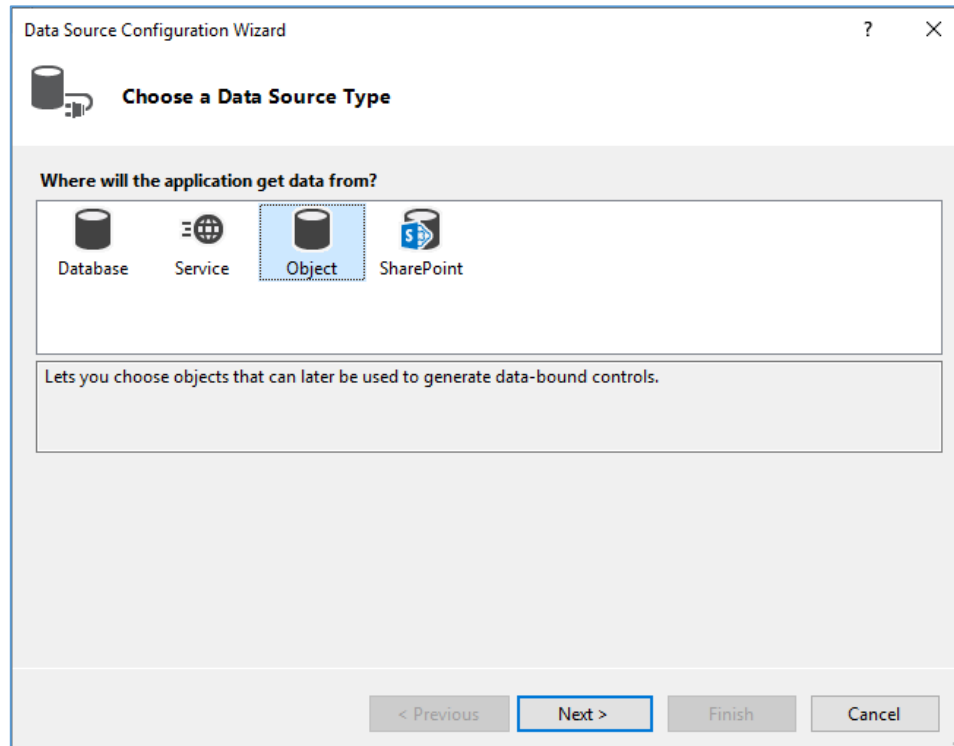 Data Source Configuration Wizard
?
Choose a Data Source Type
Where will the application get data from?
Database Service Object SharePoint
Lets you choose objects that can later be used to generate data-bound controls.
< Previous Next > Finish Cancel